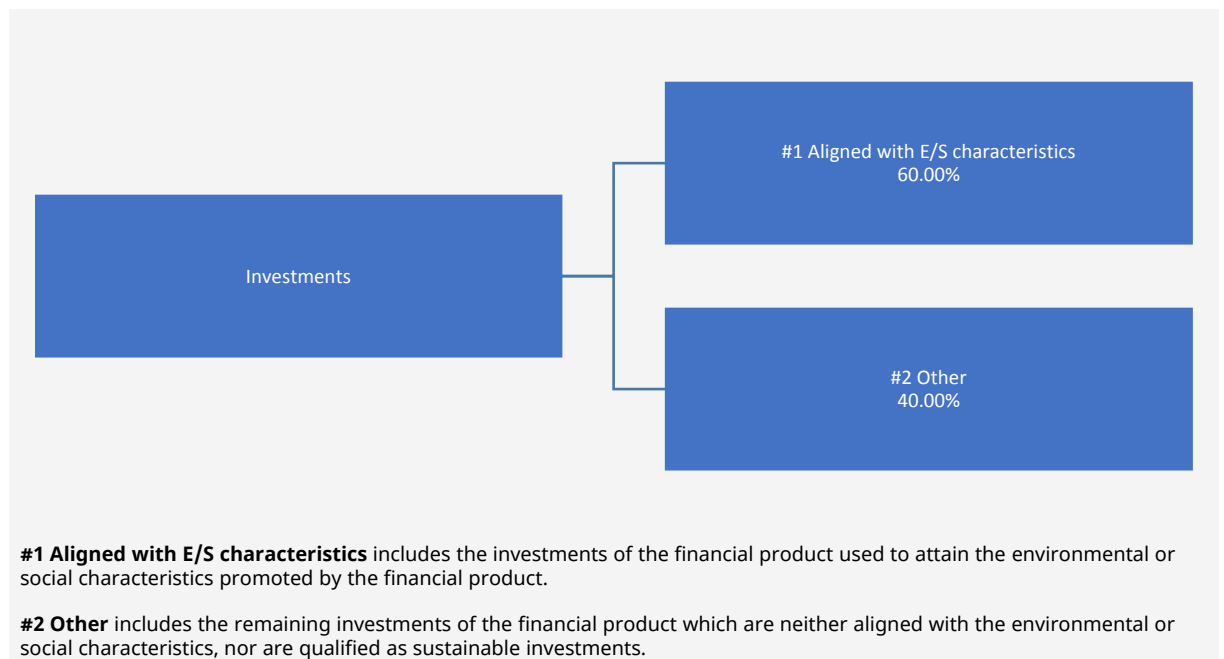 #1 Aligned with E/S characteristics
60.00%
Investments
#2 Other
40.00%
#1 Aligned with E/S characteristics includes the investments of the financial product used to attain the environmental or
social characteristics promoted by the financial product.
#2 Other includes the remaining investments of the financial product which are neither aligned with the environmental or
social characteristics, nor are qualified as sustainable investments.